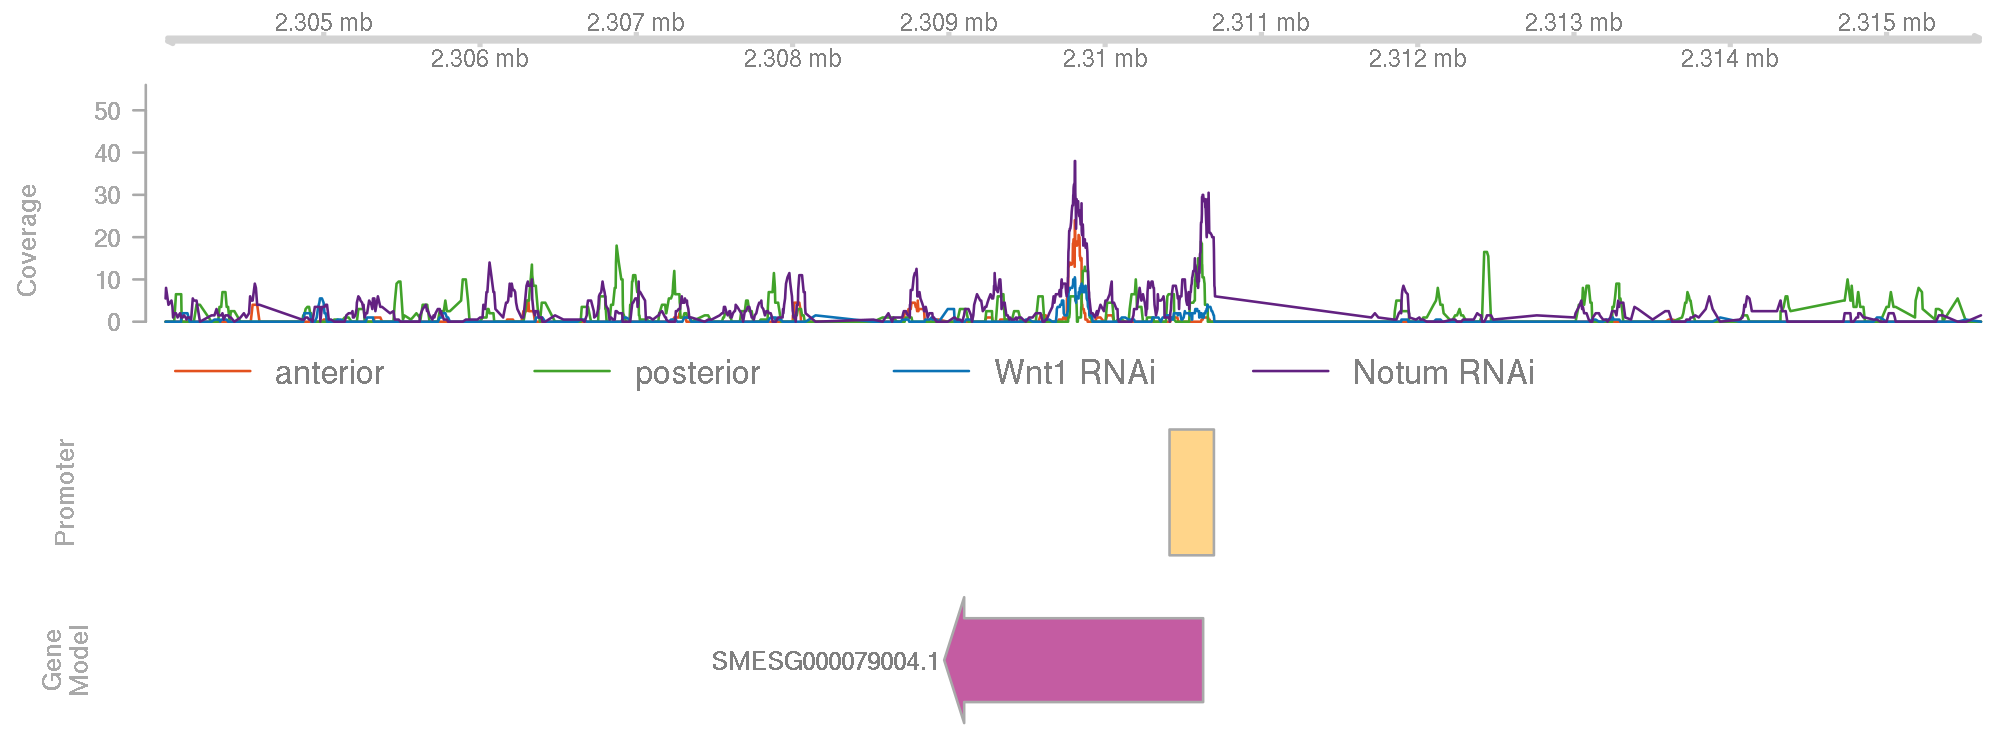 2.305 mb 2.307 mb 2.309 mb 2.311 mb 2.313 mb 2.315 mb
2.306 mb 2.308 mb 2.31 mb 2.312 mb 2.314 mb
50
40
30
20
10
0
Coverage
anterior posterior Wnt1 RNAi Notum RNAi
Promoter
Gene
Model
SMESG000079004.1